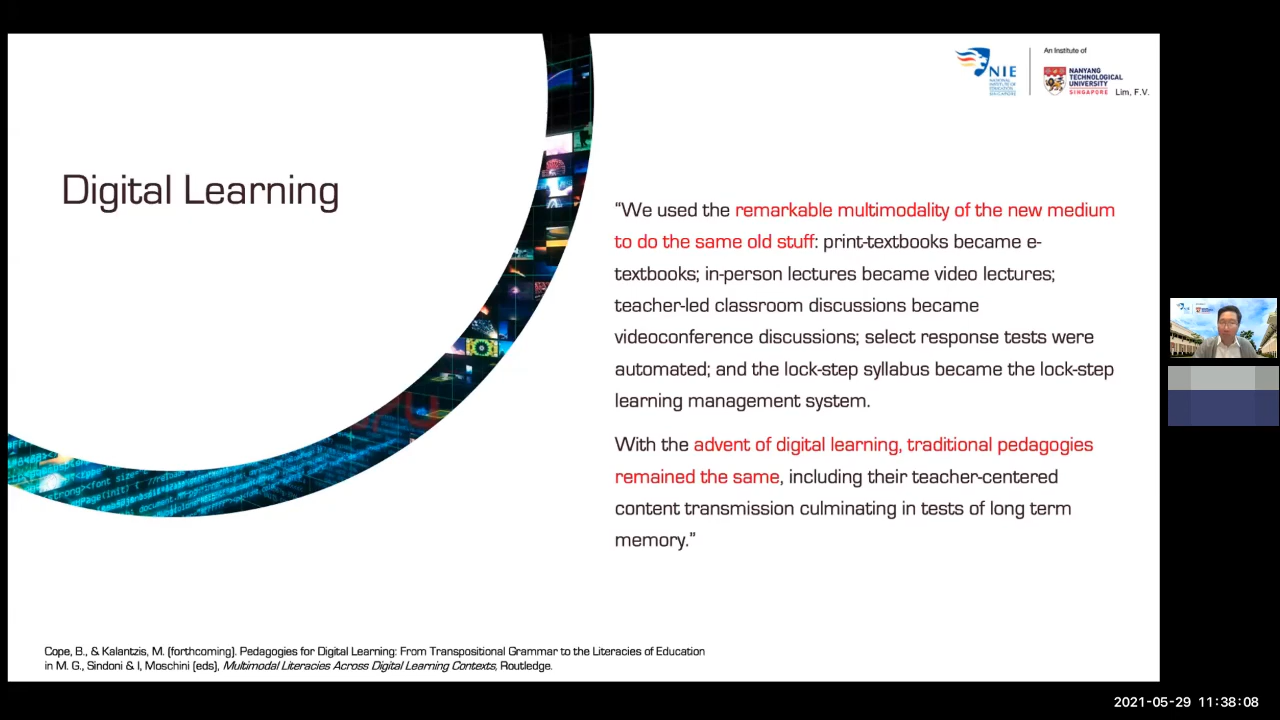 An Institute of
NIE
NATIONAL
INSTITUTE OF
EDUCATION
SINGAPORE
NANYANG
TECHNOLOGICAL
UNIVERSITY
SINGAPORE
Lim, F.V.
Digital Learning
“We used the remarkable multimodality of the new medium
to do the same old stuff: print-textbooks became e-
textbooks; in-person lectures became video lectures;
teacher-led classroom discussions became
videoconference discussions; select response tests were
automated; and the lock-step syllabus became the lock-step
learning management system.
With the advent of digital learning, traditional pedagogies
remained the same, including their teacher-centered
content transmission culminating in tests of long term
memory.”
Cope, B., & Kalantzis, M. (forthcoming). Pedagogies for Digital Learning: From Transpositional Grammar to the Literacies of Education
in M. G., Sindoni & I, Moschini (eds), Multimodal Literacies Across Digital Learning Contexts, Routledge.
2021-05-29 11:38:08